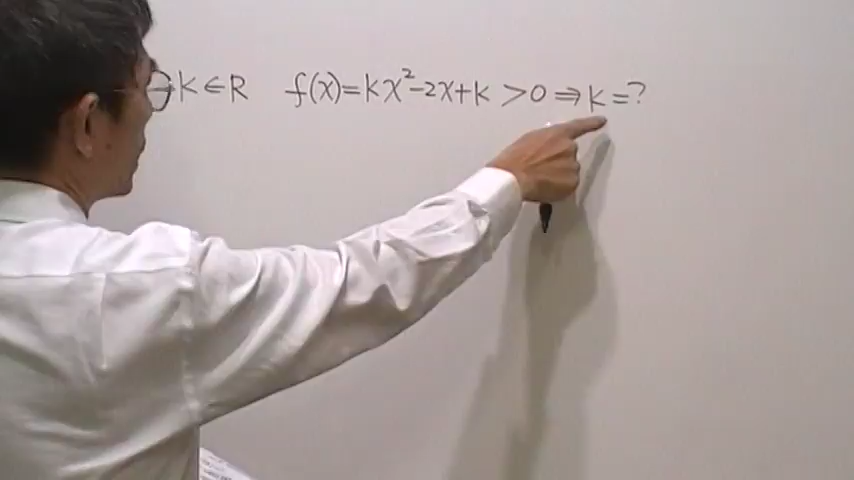 k∈R f(x)=kx²-2x+k >0 ⇒ k=?